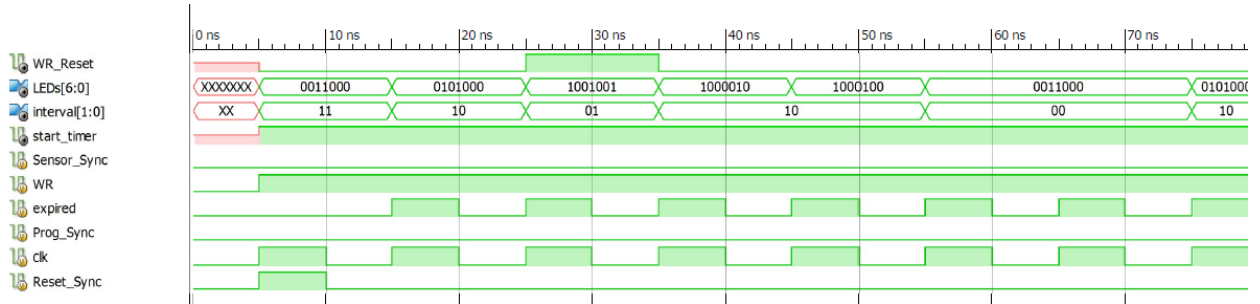 0 ns 10 ns 20 ns 30 ns 40 ns 50 ns 60 ns 70 ns
WR_Reset
LEDs[6:0] XXXXXXX 0011000 0101000 1001001 1000010 1000100 0011000 0101000
interval[1:0] XX 11 10 01 10 00 10
start_timer
Sensor_Sync
WR
expired
Prog_Sync
clk
Reset_Sync